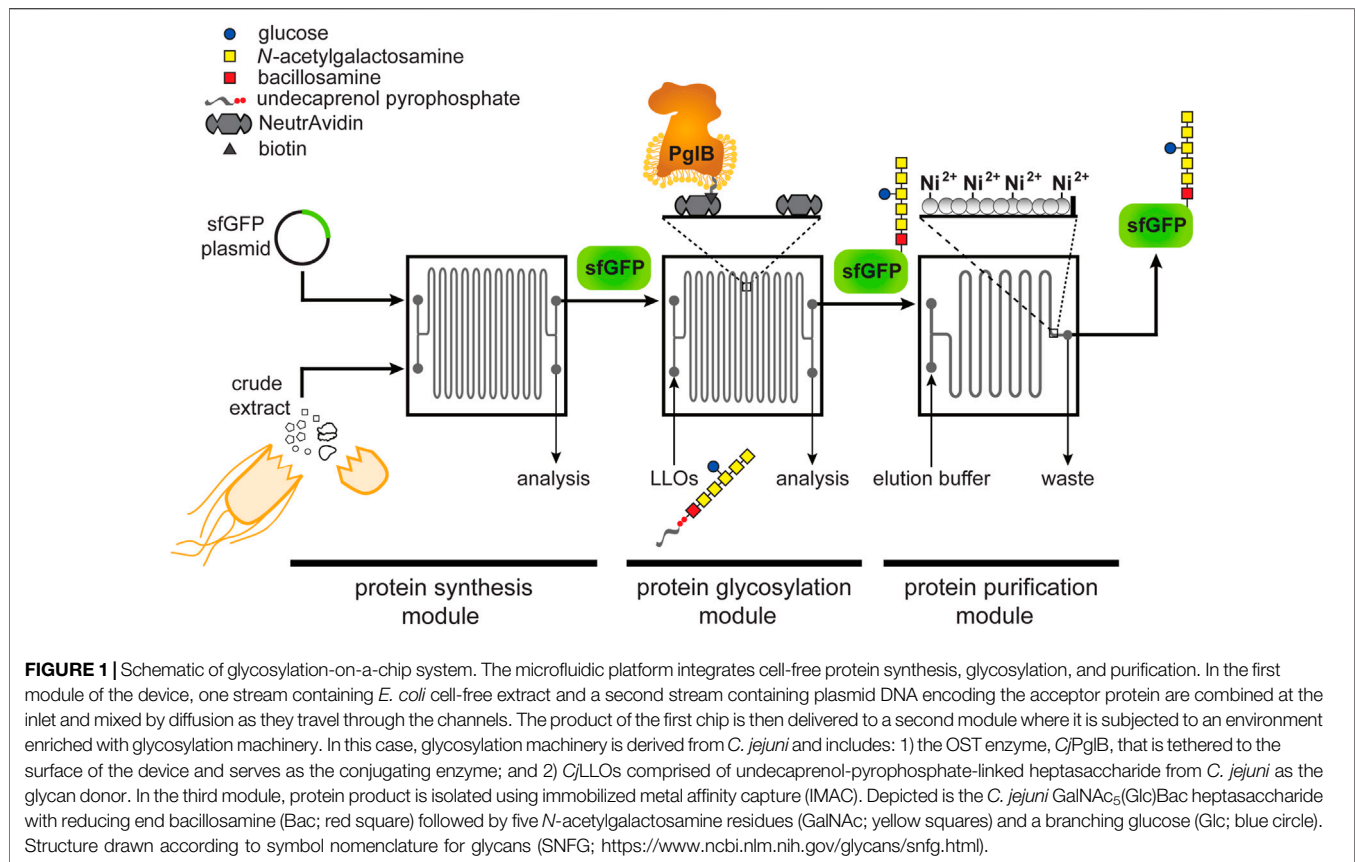 glucose
N-acetylgalactosamine
bacillosamine
undecaprenol pyrophosphate
NeutrAvidin
biotin
PglB
Ni2+ Ni2+ Ni2+ Ni2+
sfGFP
plasmid
sfGFP
sfGFP
sfGFP
crude
extract
analysis
LLOs
analysis
elution buffer
waste
protein synthesis
module
protein glycosylation
module
protein purification
module
FIGURE 1 | Schematic of glycosylation-on-a-chip system. The microfluidic platform integrates cell-free protein synthesis, glycosylation, and purification. In the first
module of the device, one stream containing E. coli cell-free extract and a second stream containing plasmid DNA encoding the acceptor protein are combined at the
inlet and mixed by diffusion as they travel through the channels. The product of the first chip is then delivered to a second module where it is subjected to an environment
enriched with glycosylation machinery. In this case, glycosylation machinery is derived from C. jejuni and includes: 1) the OST enzyme, CjPglB, that is tethered to the
surface of the device and serves as the conjugating enzyme; and 2) CjLLOs comprised of undecaprenol-pyrophosphate-linked heptasaccharide from C. jejuni as the
glycan donor. In the third module, protein product is isolated using immobilized metal affinity capture (IMAC). Depicted is the C. jejuni GalNAc5(Glc)Bac heptasaccharide
with reducing end bacillosamine (Bac; red square) followed by five N-acetylgalactosamine residues (GalNAc; yellow squares) and a branching glucose (Glc; blue circle).
Structure drawn according to symbol nomenclature for glycans (SNFG; https://www.ncbi.nlm.nih.gov/glycans/snfg.html).